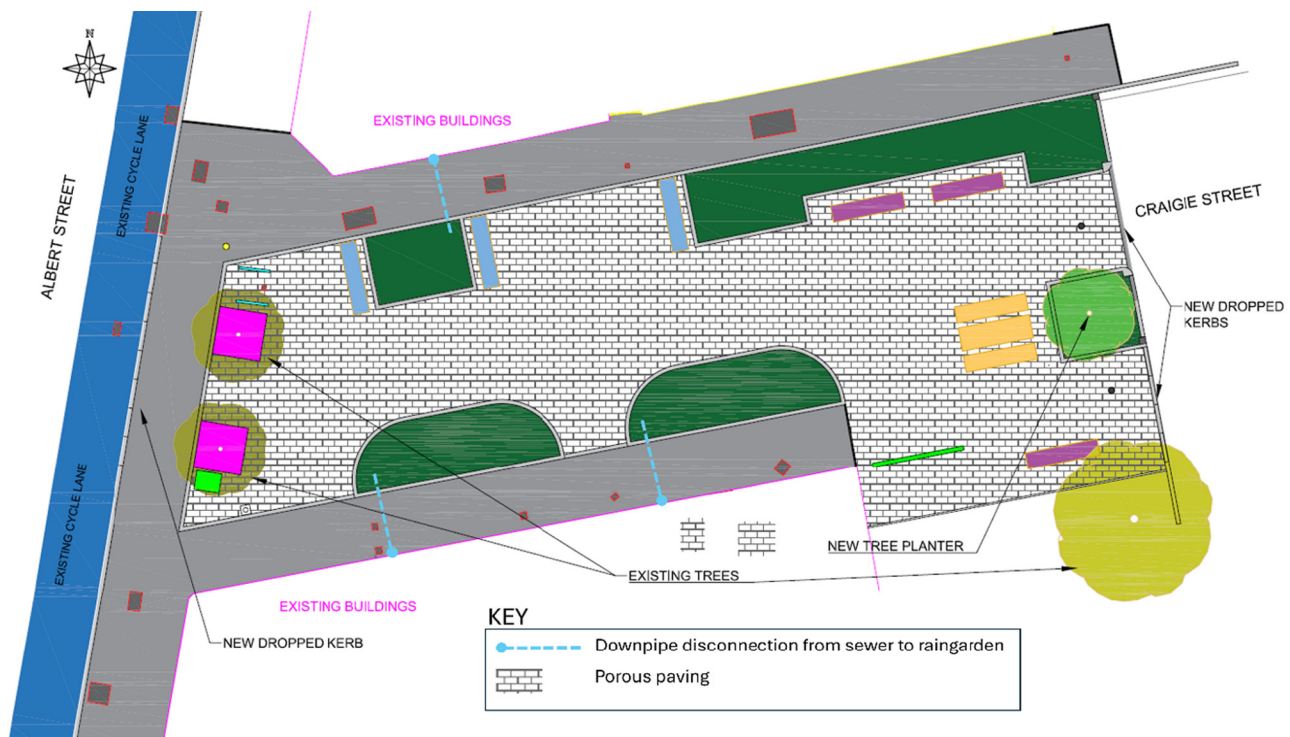 N
EXISTING BUILDINGS
EXISTING CYCLE LANE
ALBERT STREET
CRAIGIE STREET
NEW DROPPED
KERBS
EXISTING CYCLE LANE
NEW TREE PLANTER
EXISTING TREES
EXISTING BUILDINGS
NEW DROPPED KERB
KEY
Downpipe disconnection from sewer to raingarden
Porous paving